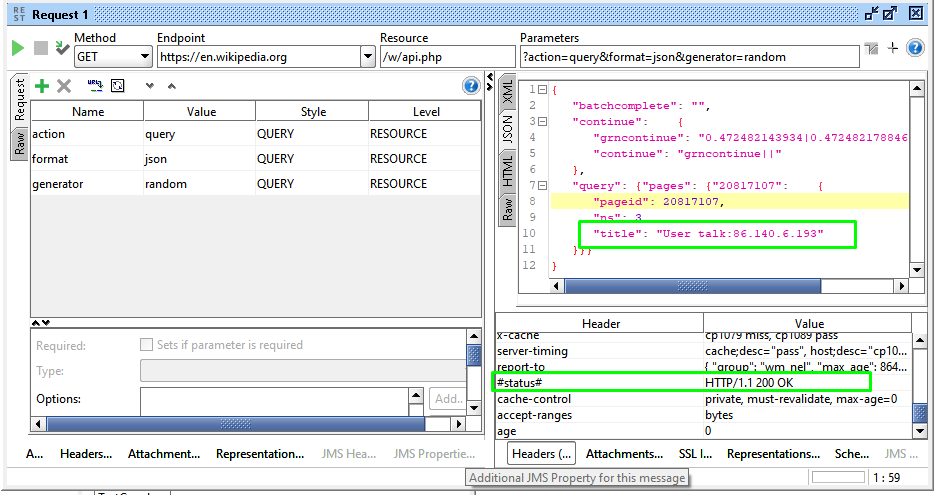 RE
ST
Request 1
Method
Endpoint
Resource
Parameters
GET
https://en.wikipedia.org
/w/api.php
?action=query&format=json&generator=random
Request
Raw
URL
Name Value Style Level
action query QUERY RESOURCE
format json QUERY RESOURCE
generator random QUERY RESOURCE
Required: Sets if parameter is required
Type:
Options:
Add..
A... Headers... Attachment... Representation... JMS Hea... JMS Propertie...
XML
JSON
HTML
Raw
1 {
2 "batchcomplete": "",
3 "continue": {
4 "grncontinue": "0.472482143934|0.472482178846
5 "continue": "grncontinue||"
6 },
7 "query": {"pages": {"20817107": {
8 "pageid": 20817107,
9 "ns": 3,
10 "title": "User talk:86.140.6.193"
11 }}}
12 }
Header Value
x-cache cp1079 miss, cp1089 pass
server-timing cache;desc="pass", host;desc="cp10...
report-to { "group": "wm_nel", "max_age": 864...
#status# HTTP/1.1 200 OK
cache-control private, must-revalidate, max-age=0
accept-ranges bytes
age 0
Headers (... Attachments... SSL I... Representations... Sche... JMS ...
Additional JMS Property for this message
1 : 59